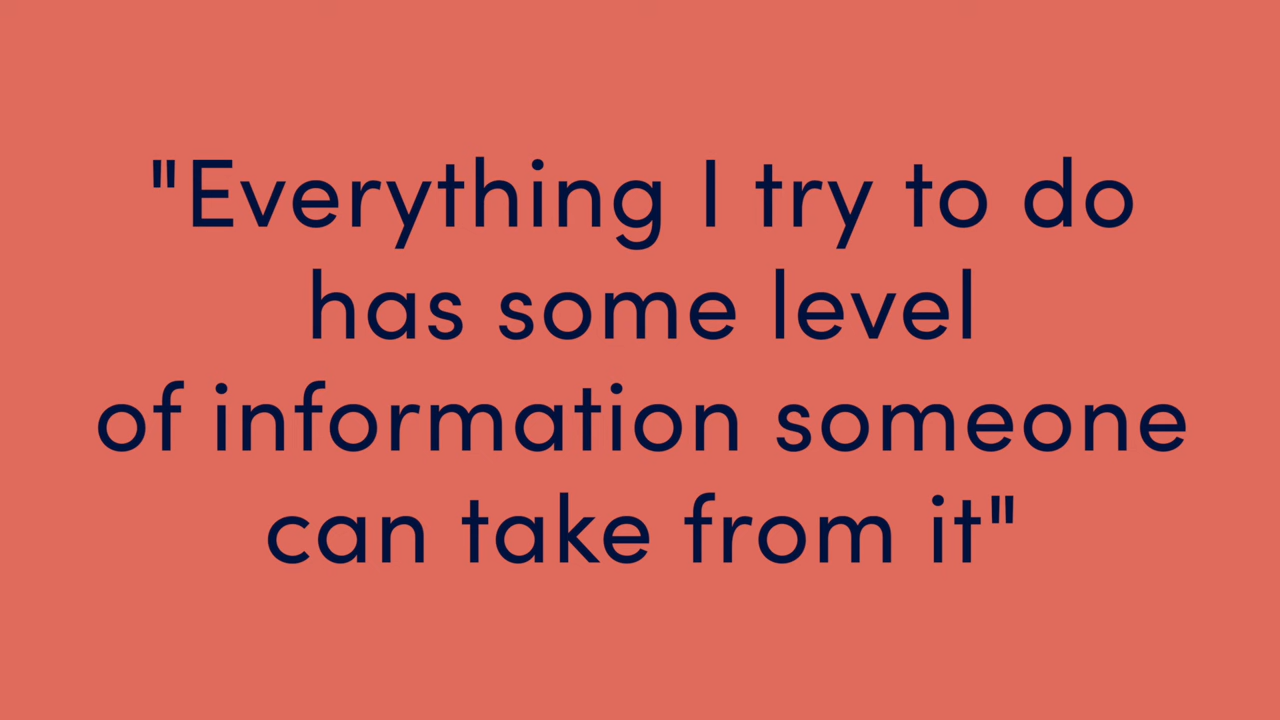 "Everything I try to do
has some level
of information someone
can take from it"